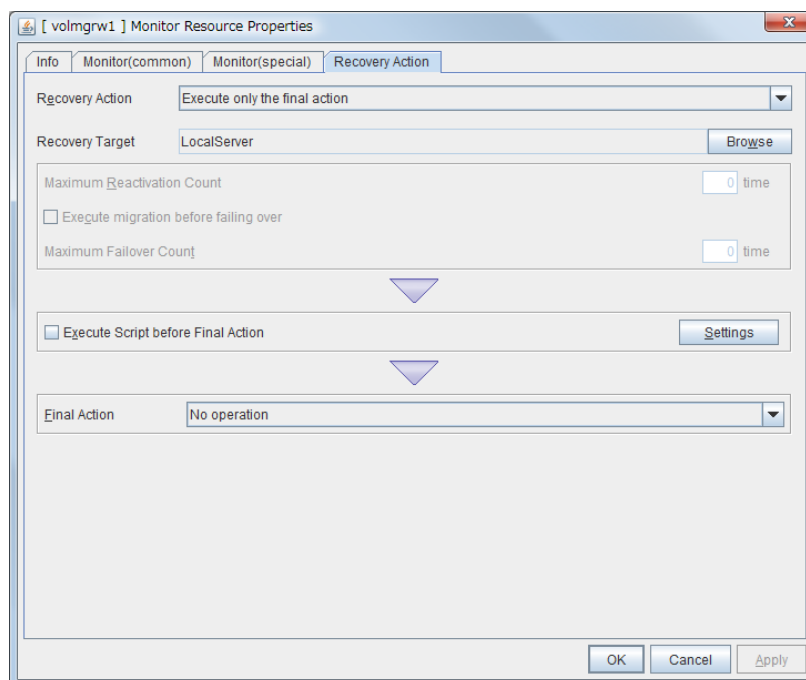 [ volmgrw1 ] Monitor Resource Properties
Info Monitor(common) Monitor(special) Recovery Action
Recovery Action Execute only the final action
Recovery Target LocalServer Browse
Maximum Reactivation Count 0 time
Execute migration before failing over
Maximum Failover Count 0 time
Execute Script before Final Action Settings
Final Action No operation
OK Cancel Apply